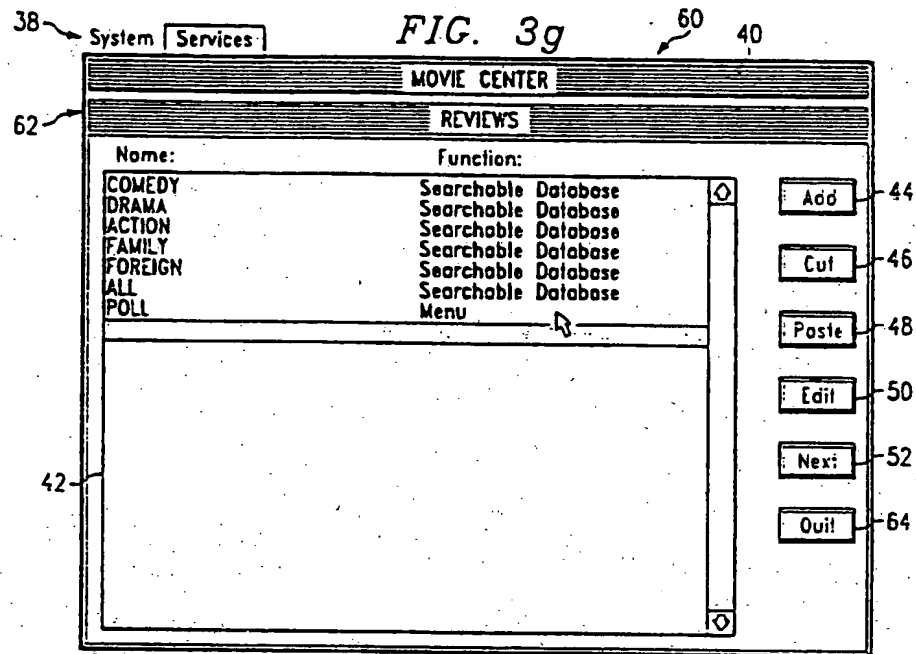 38 System Services FIG. 3g 60 40
MOVIE CENTER
62 REVIEWS
Name: Function:
COMEDY Searchable Database
DRAMA Searchable Database
ACTION Searchable Database
FAMILY Searchable Database
FOREIGN Searchable Database
ALL Searchable Database
POLL Menu
Add 44
Cut 46
Paste 48
Edit 50
Next 52
42
Quit 64